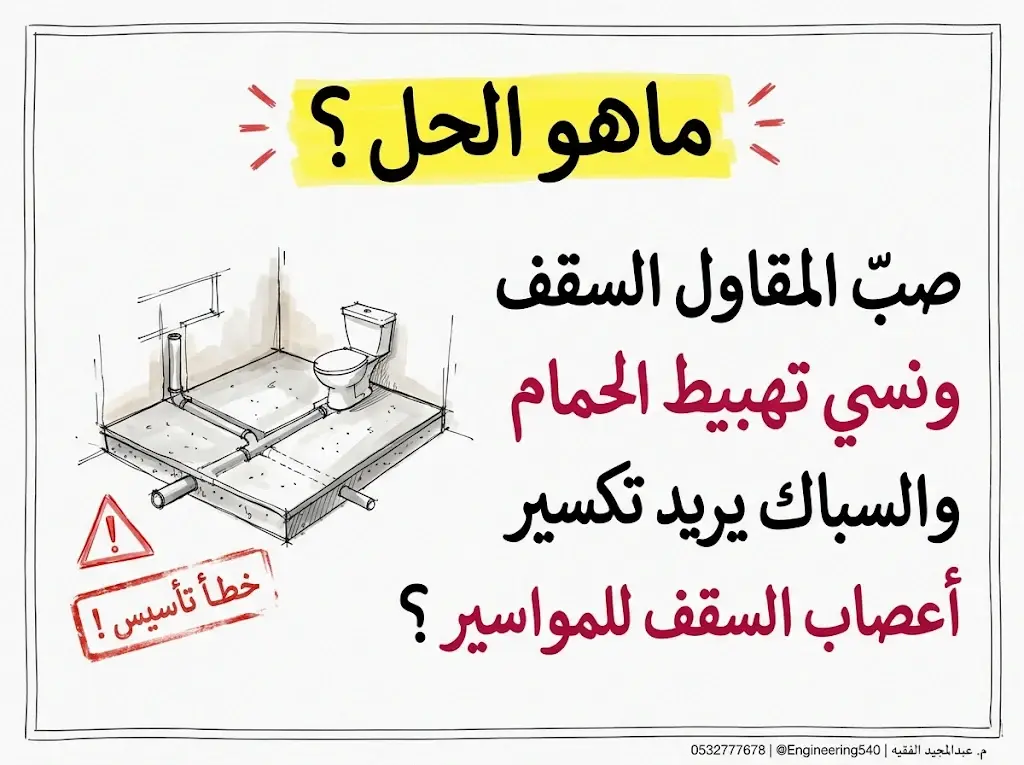 ماهو الحل ؟
صبّ المقاول السقف
ونسي تهبيط الحمام
والسباك يريد تكسير
أعصاب السقف للمواسير ؟
خطأ تأسيس !
م. عبدالمجيد الفقيه | @Engineering540 | 0532777678